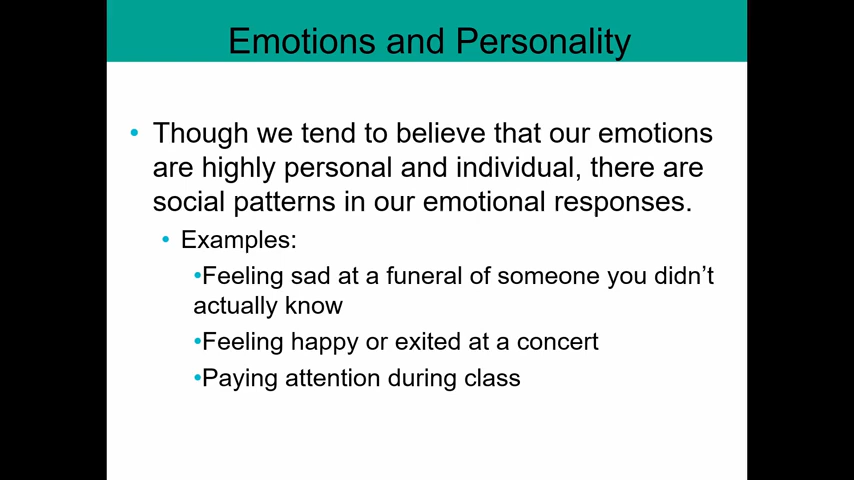 Emotions and Personality
• Though we tend to believe that our emotions
are highly personal and individual, there are
social patterns in our emotional responses.
• Examples:
•Feeling sad at a funeral of someone you didn’t
actually know
•Feeling happy or exited at a concert
•Paying attention during class